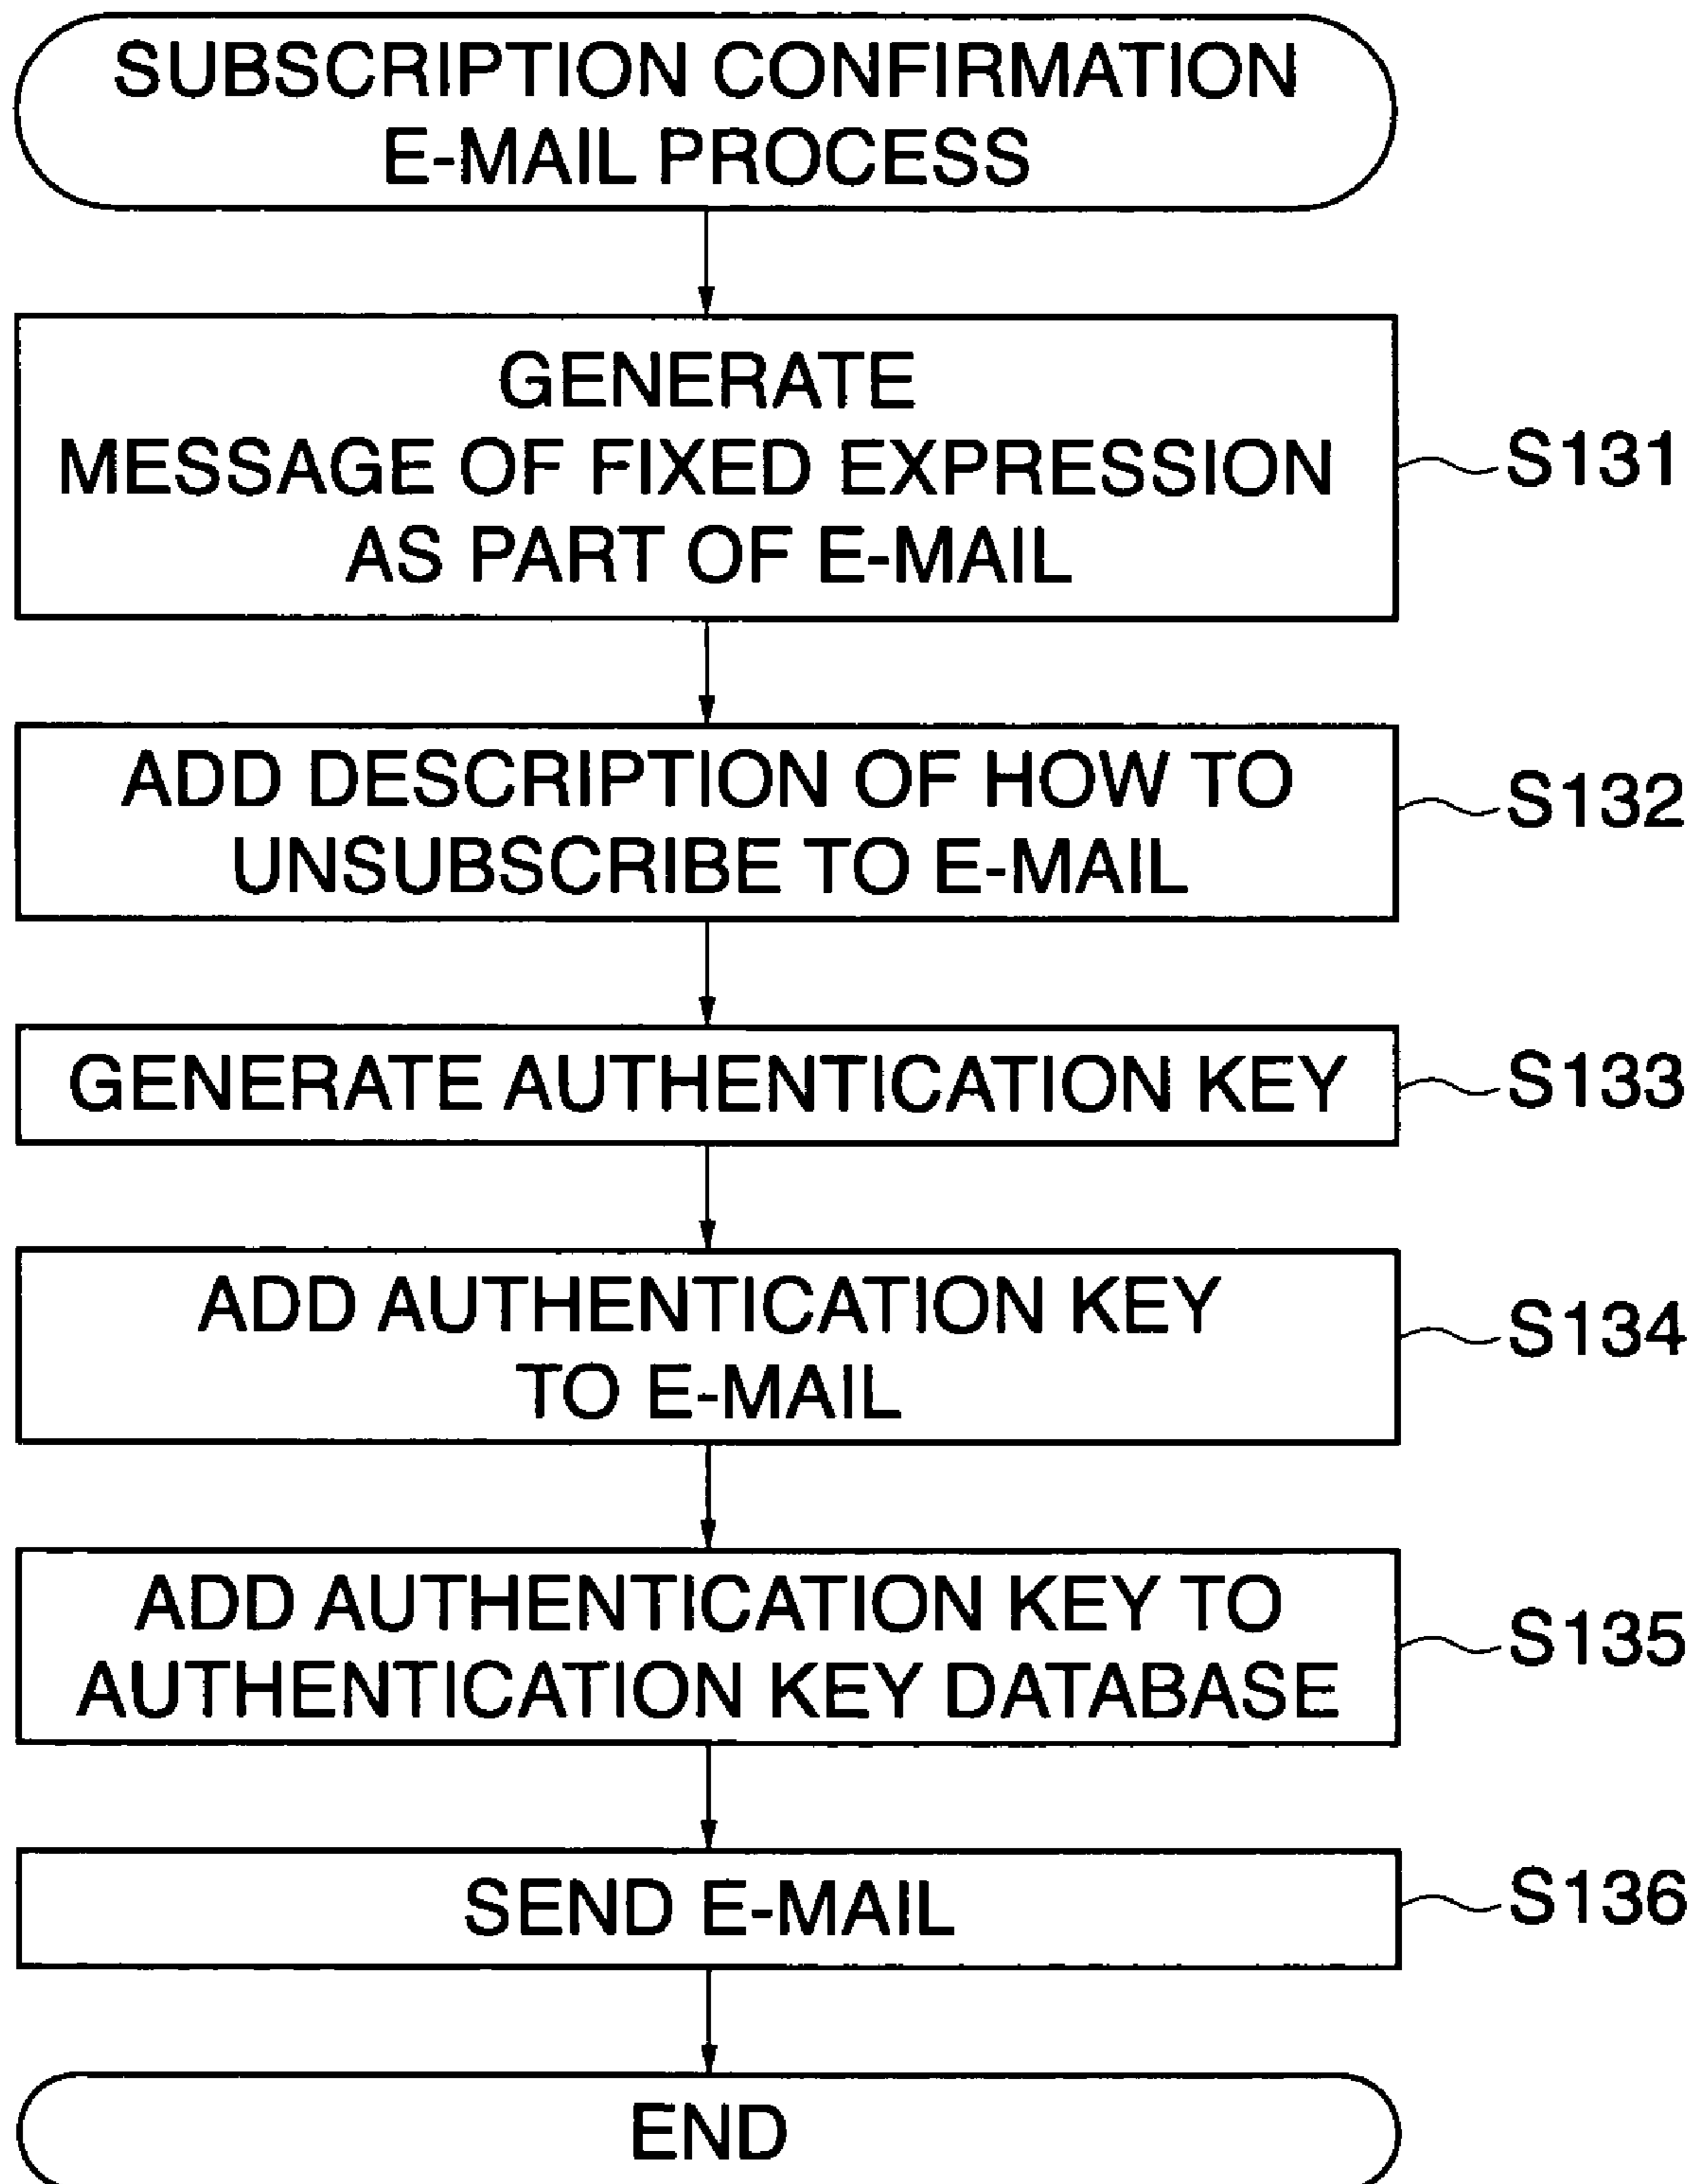 SUBSCRIPTION CONFIRMATION
E-MAIL PROCESS
GENERATE
MESSAGE OF FIXED EXPRESSION
AS PART OF E-MAIL
S131
ADD DESCRIPTION OF HOW TO
UNSUBSCRIBE TO E-MAIL
S132
GENERATE AUTHENTICATION KEY
S133
ADD AUTHENTICATION KEY
TO E-MAIL
S134
ADD AUTHENTICATION KEY TO
AUTHENTICATION KEY DATABASE
S135
SEND E-MAIL
S136
END